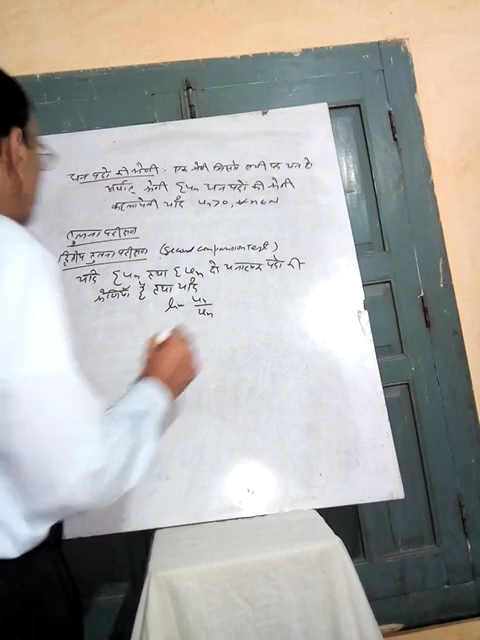 धन पदों की श्रेणी : एक श्रेणी जिसके सभी पद धन हो
अर्थात् श्रेणी Σun धन पदों की श्रेणी
कहलायेगी यदि un>0, ∀n∈N
तुलना परीक्षण
द्वितीय तुलना परीक्षण (Second comparison Test)
यदि Σun तथा Σvn दो धनात्मक पदों की
श्रेणियाँ हैं तथा यदि
un
vn